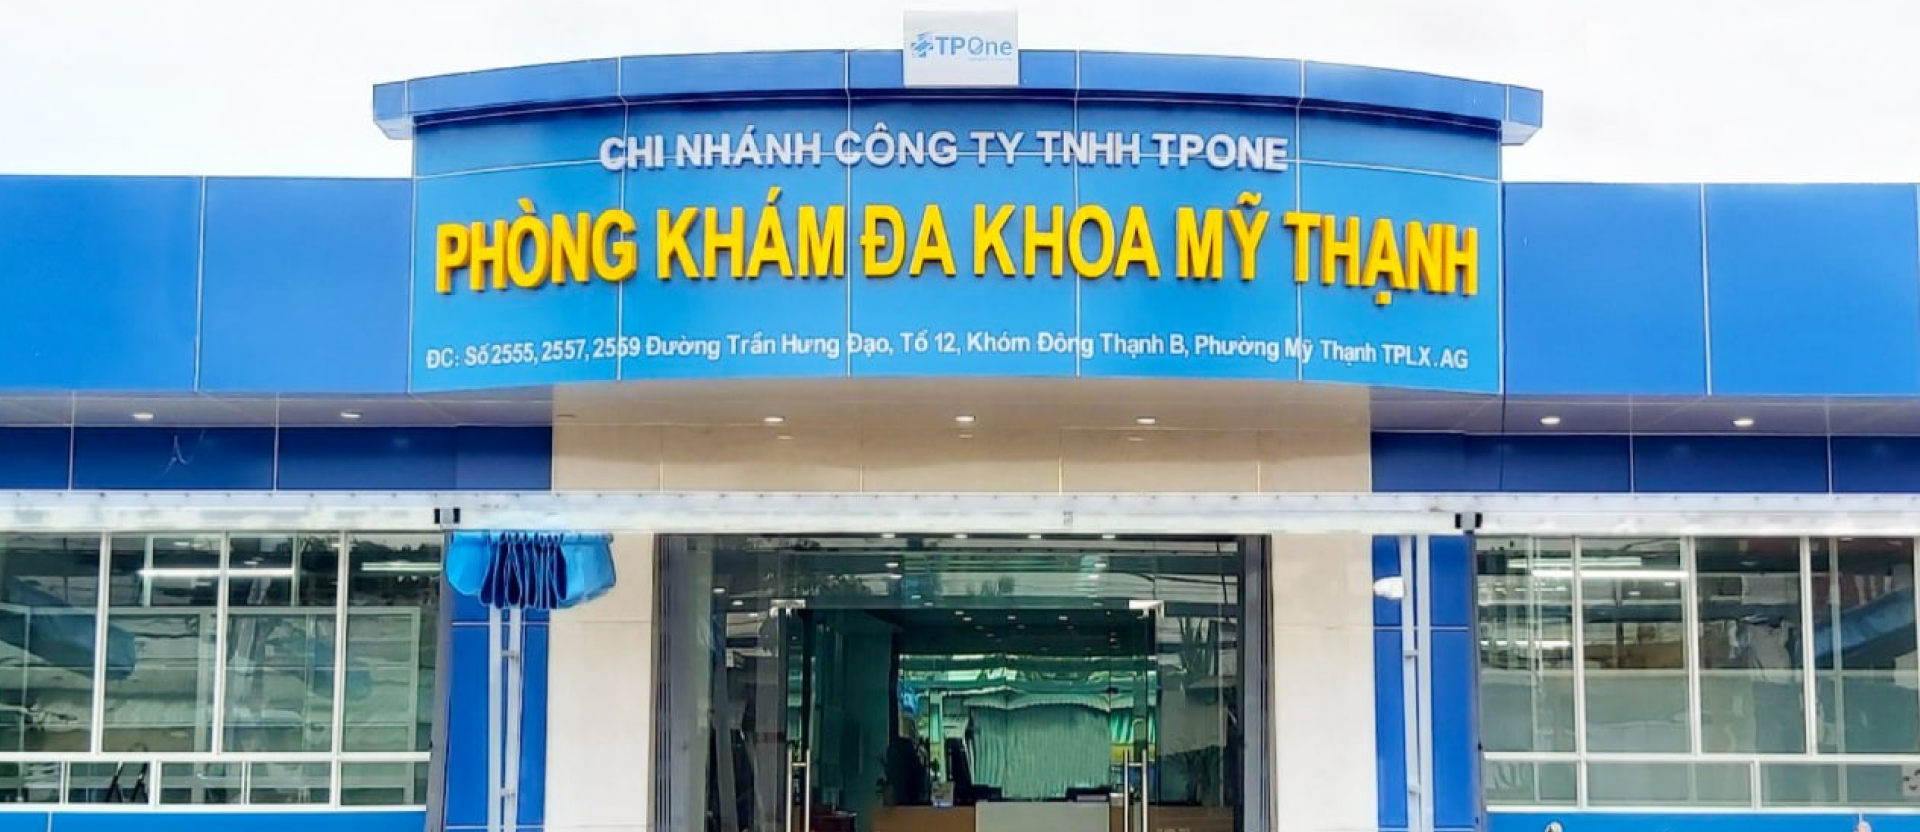 TPOne
CHI NHÁNH CÔNG TY TNHH TPONE
PHÒNG KHÁM ĐA KHOA MỸ THẠNH
ĐC: Số 2555, 2557, 2559 Đường Trần Hưng Đạo, Tổ 12, Khóm Đông Thạnh B, Phường Mỹ Thạnh TPLX.AG